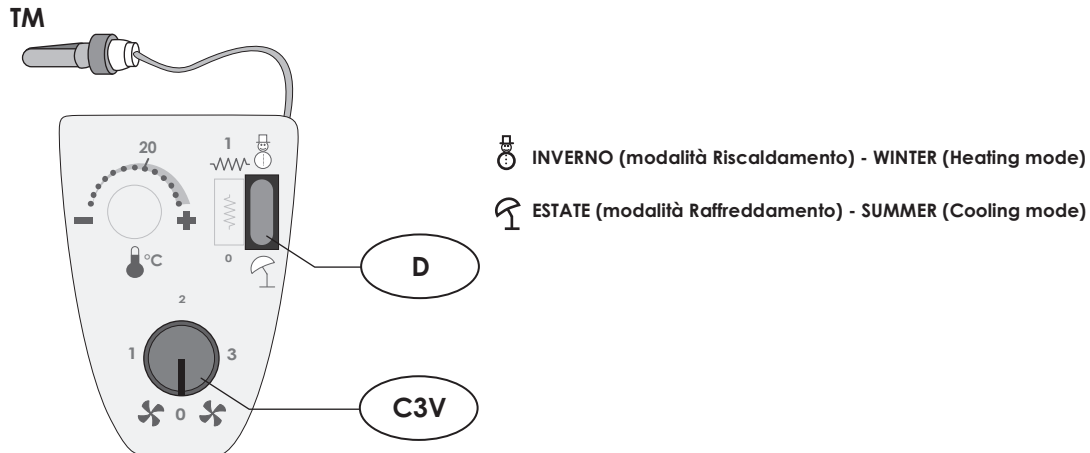 TM
20
1
°C
0
D
2
1
3
0
C3V
INVERNO (modalità Riscaldamento) - WINTER (Heating mode)
ESTATE (modalità Raffreddamento) - SUMMER (Cooling mode)